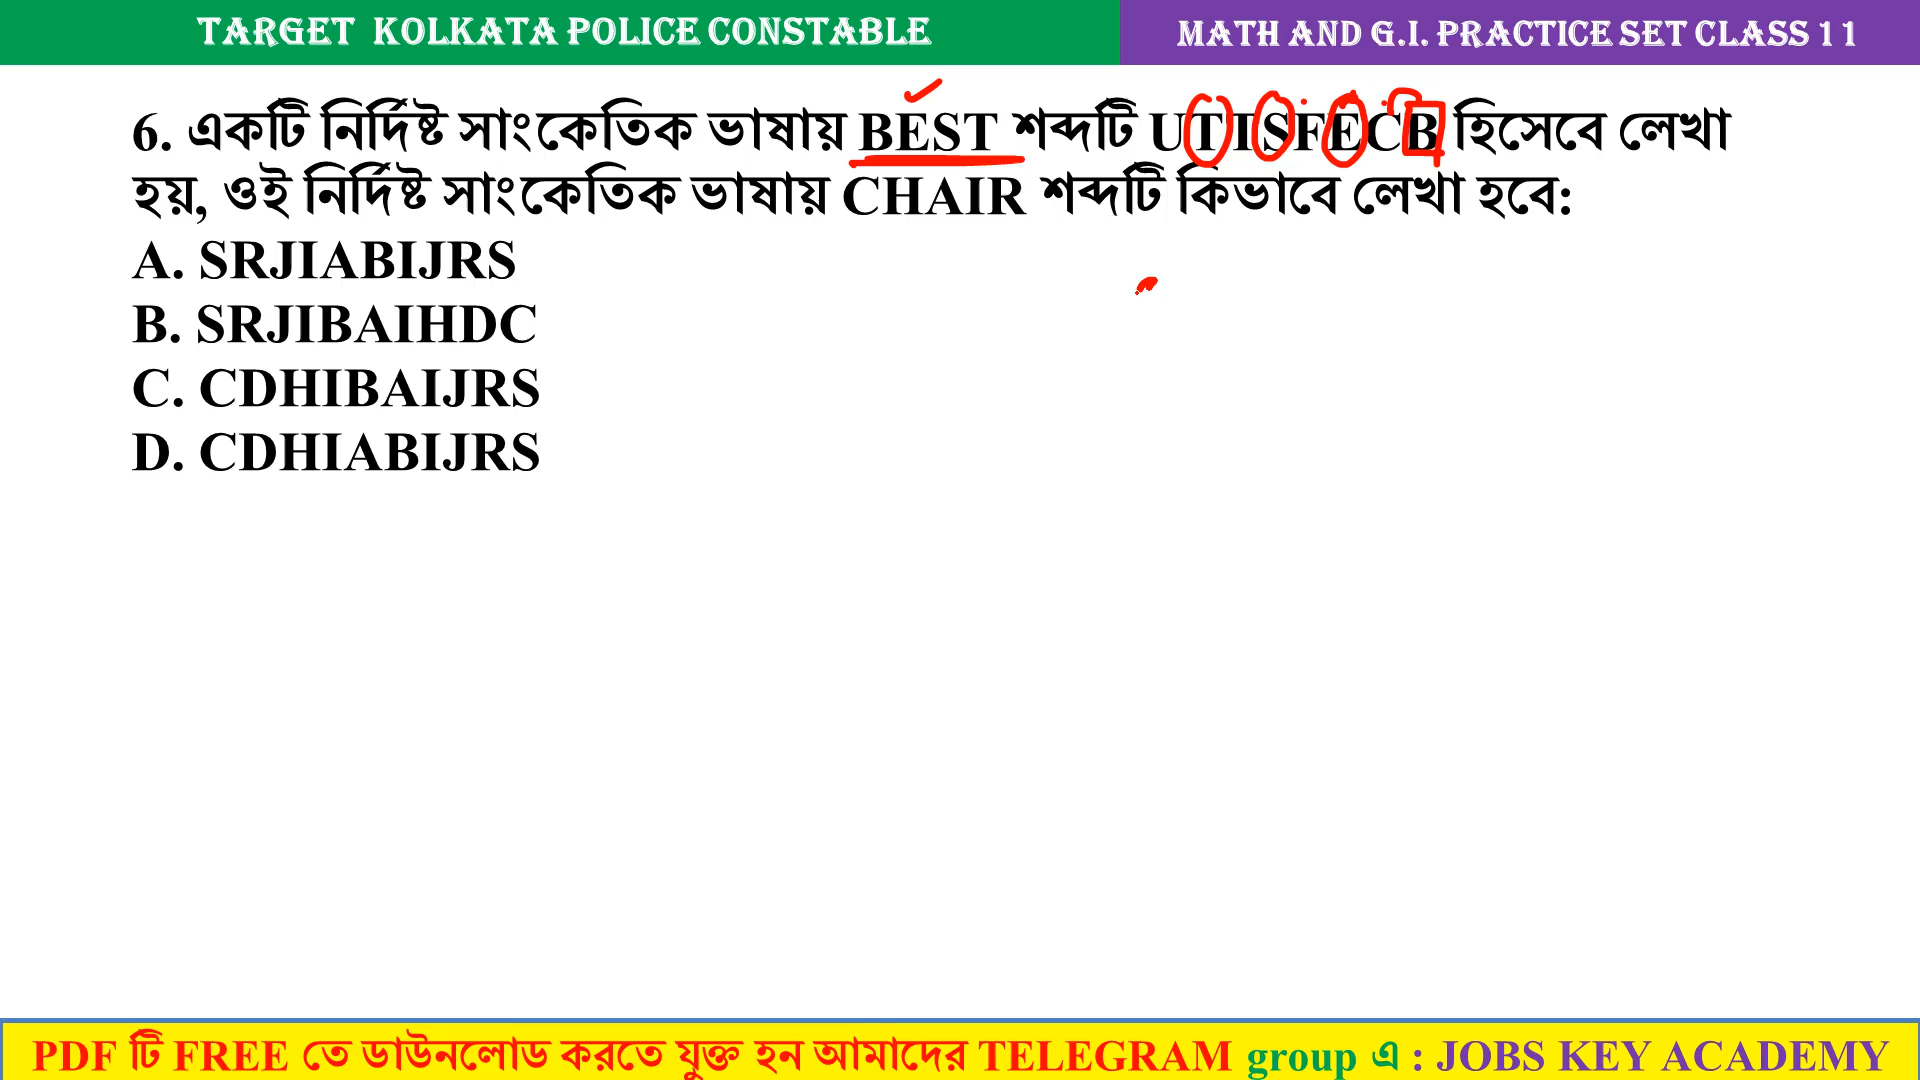 TARGET KOLKATA POLICE CONSTABLE
MATH AND G.I. PRACTICE SET CLASS 11
6. একটি নির্দিষ্ট সাংকেতিক ভাষায় BEST শব্দটি UTTSFECB হিসেবে লেখা
হয়, ওই নির্দিষ্ট সাংকেতিক ভাষায় CHAIR শব্দটি কিভাবে লেখা হবে:
A. SRJIABIJRS
B. SRJIBAIHDC
C. CDHIBAIJRS
D. CDHIABIJRS
PDF টি FREE তে ডাউনলোড করতে যুক্ত হন আমাদের TELEGRAM group এ : JOBS KEY ACADEMY